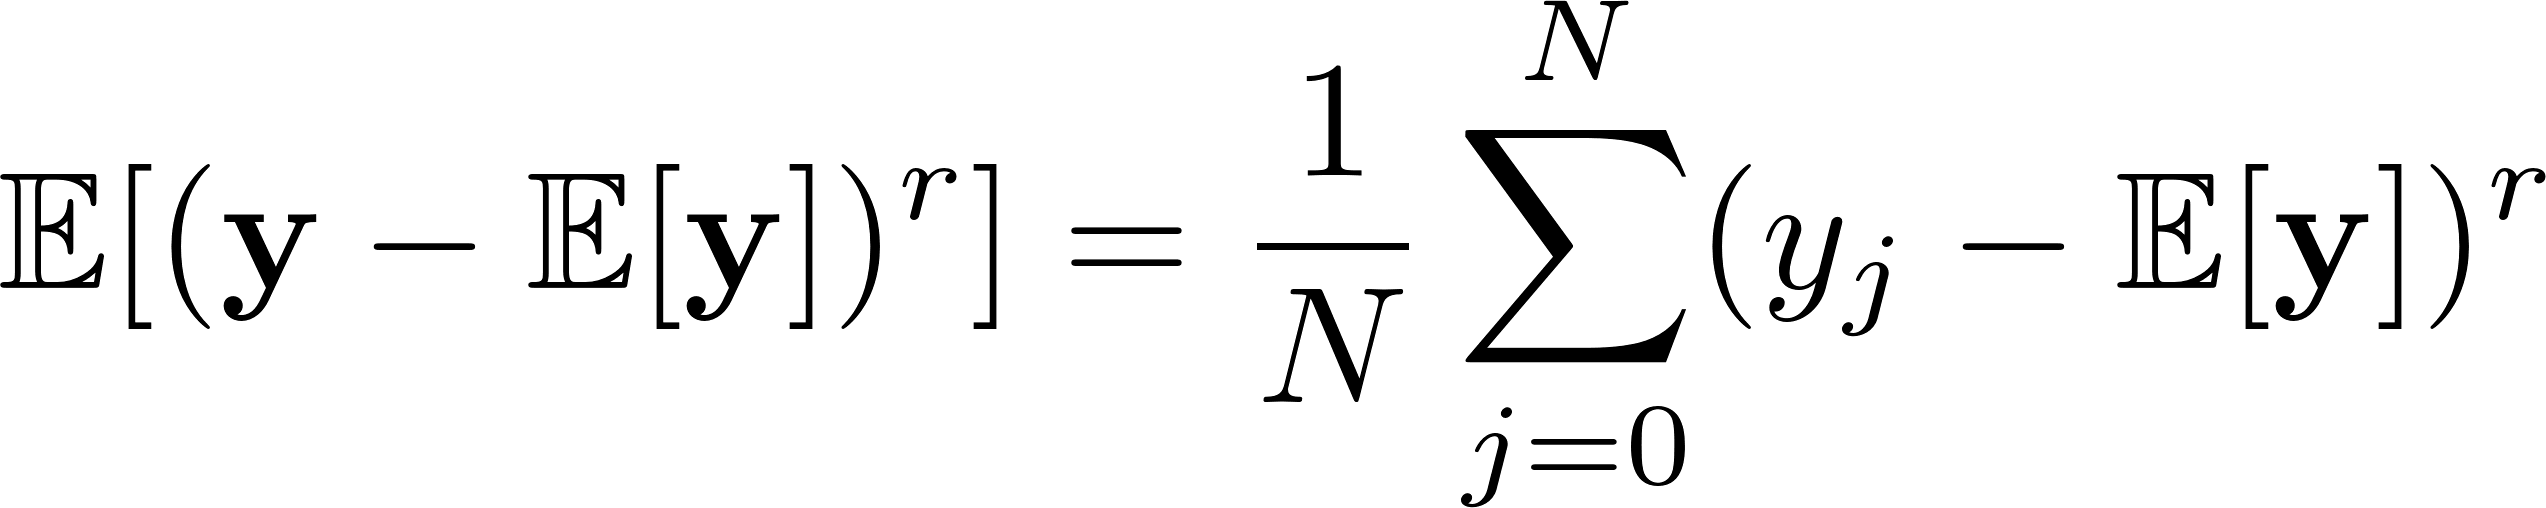 𝔼[(𝐲 − 𝔼[𝐲])^r] = \frac{1}{N} \sum_{j=0}^{N} (y_j − 𝔼[𝐲])^r